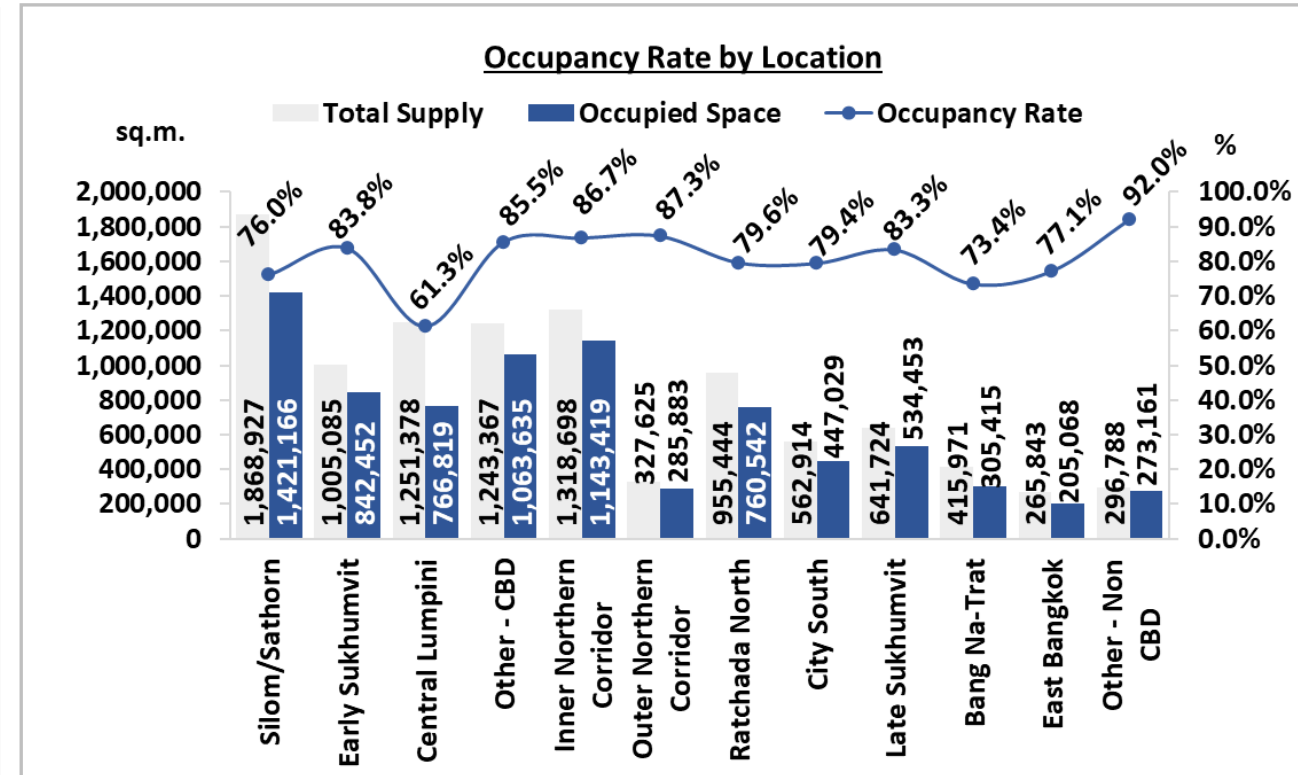 Occupancy Rate by Location
Total Supply
Occupied Space
Occupancy Rate
sq.m.
%
2,000,000
1,800,000
1,600,000
1,400,000
1,200,000
1,000,000
800,000
600,000
400,000
200,000
0
100.0%
90.0%
80.0%
70.0%
60.0%
50.0%
40.0%
30.0%
20.0%
10.0%
0.0%
76.0%
83.8%
61.3%
85.5%
86.7%
87.3%
79.6%
79.4%
83.3%
73.4%
77.1%
92.0%
1,868,927
1,421,166
1,005,085
842,452
1,251,378
766,819
1,243,367
1,063,635
1,318,698
1,143,419
327,625
285,883
955,444
760,542
562,914
447,029
641,724
534,453
415,971
305,415
265,843
205,068
296,788
273,161
Silom/Sathorn
Early Sukhumvit
Central Lumpini
Other - CBD
Inner Northern
Corridor
Outer Northern
Corridor
Ratchada North
City South
Late Sukhumvit
Bang Na-Trat
East Bangkok
Other - Non
CBD